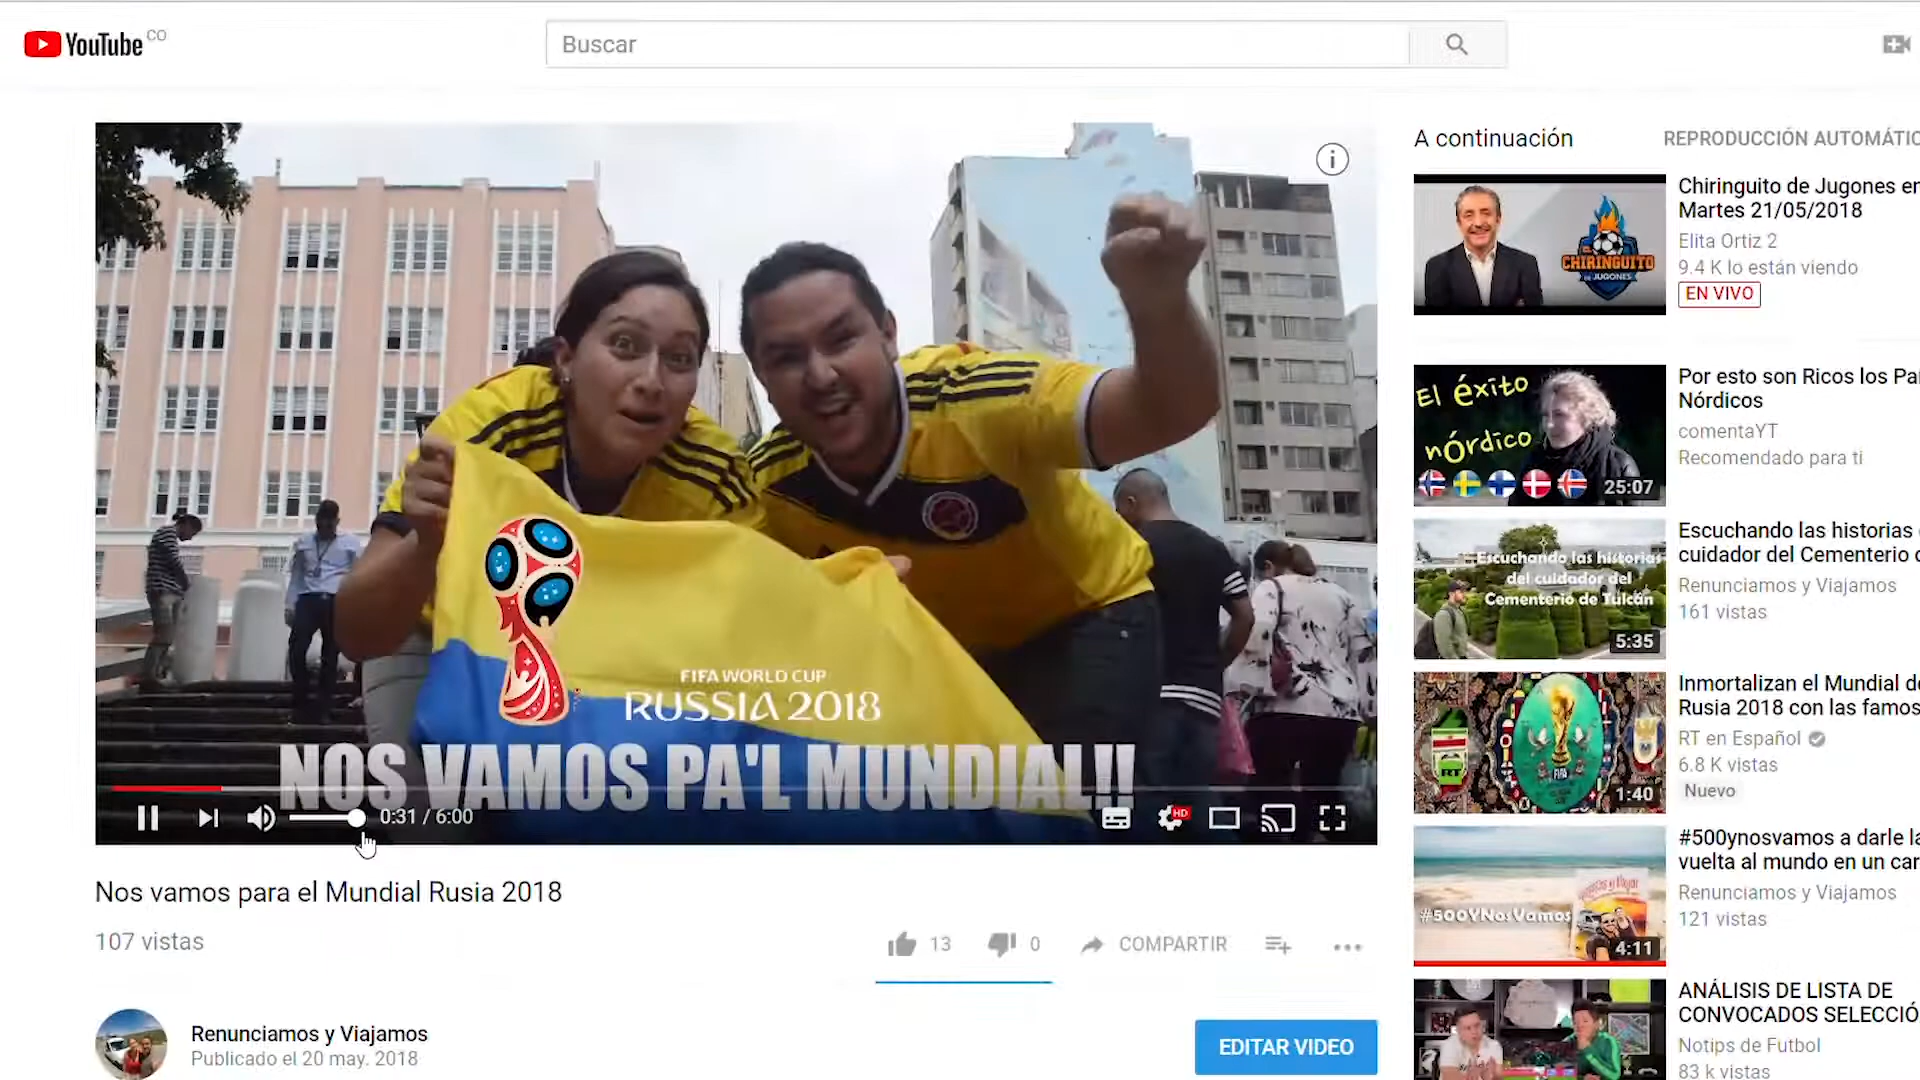 YouTube CO
Buscar
FIFA WORLD CUP
RUSSIA 2018
NOS VAMOS PA'L MUNDIAL!!
0:31 / 6:00
HD
Nos vamos para el Mundial Rusia 2018
107 vistas
13
0
COMPARTIR
Renunciamos y Viajamos
Publicado el 20 may. 2018
EDITAR VIDEO
A continuación
REPRODUCCIÓN AUTOMÁTIC
CHIRINGUITO
DE JUGONES
Chiringuito de Jugones en
Martes 21/05/2018
Elita Ortiz 2
9.4 K lo están viendo
EN VIVO
El éxito
nórdico
25:07
Por esto son Ricos los Paí
Nórdicos
comentaYT
Recomendado para ti
Escuchando las historias
del cuidador del
Cementerio de Tulcán
5:35
Escuchando las historias
cuidador del Cementerio
Renunciamos y Viajamos
161 vistas
RT
1:40
Inmortalizan el Mundial de
Rusia 2018 con las famos
RT en Español
6.8 K vistas
Nuevo
#500YNosVamos
4:11
#500ynosvamos a darle la
vuelta al mundo en un car
Renunciamos y Viajamos
121 vistas
ANÁLISIS DE LISTA DE
CONVOCADOS SELECCIÓ
Notips de Futbol
83 k vistas